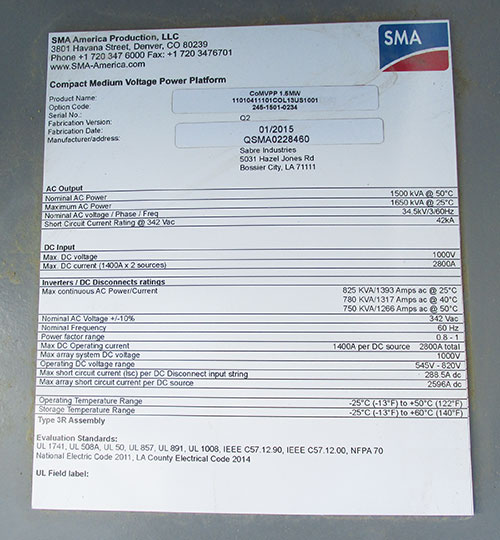 SMA America Production, LLC
3801 Havana Street, Denver, CO 80239
Phone +1 720 347 6000 Fax: +1 720 3476701
www.SMA-America.com
SMA
Compact Medium Voltage Power Platform
Product Name: CoMVPP 1.6MW
Option Code: 11010411101COL13US1001
Serial No.: 245-1501-0234
Fabrication Version: Q2
Fabrication Date: 01/2015
Manufacturer/address: QSMA0228460
Sabre Industries
5031 Hazel Jones Rd
Bossier City, LA 71111
AC Output
Nominal AC Power 1500 kVA @ 50°C
Maximum AC Power 1650 kVA @ 25°C
Nominal AC voltage / Phase / Freq 34.5kV/3/60Hz
Short Circuit Current Rating @ 342 Vac 42kA
DC Input
Max. DC voltage 1000V
Max. DC current (1400A x 2 sources) 2800A
Inverters / DC Disconnects ratings
Max continuous AC Power/Current 825 KVA/1393 Amps ac @ 25°C
780 KVA/1317 Amps ac @ 40°C
750 KVA/1266 Amps ac @ 50°C
Nominal AC Voltage +/-10% 342 Vac
Nominal Frequency 60 Hz
Power factor range 0.8 - 1
Max DC Operating current 1400A per DC source 2800A total
Max array system DC voltage 1000V
Operating DC voltage range 545V - 820V
Max short circuit current (Isc) per DC Disconnect input string 288.5A dc
Max array short circuit current per DC source 2596A dc
Operating Temperature Range -25°C (-13°F) to +50°C (122°F)
Storage Temperature Range -25°C (-13°F) to +60°C (140°F)
Type 3R Assembly
Evaluation Standards:
UL 1741, UL 508A, UL 50, UL 857, UL 891, UL 1008, IEEE C57.12.90, IEEE C57.12.00, NFPA 70
National Electric Code 2011, LA County Electrical Code 2014
UL Field label: